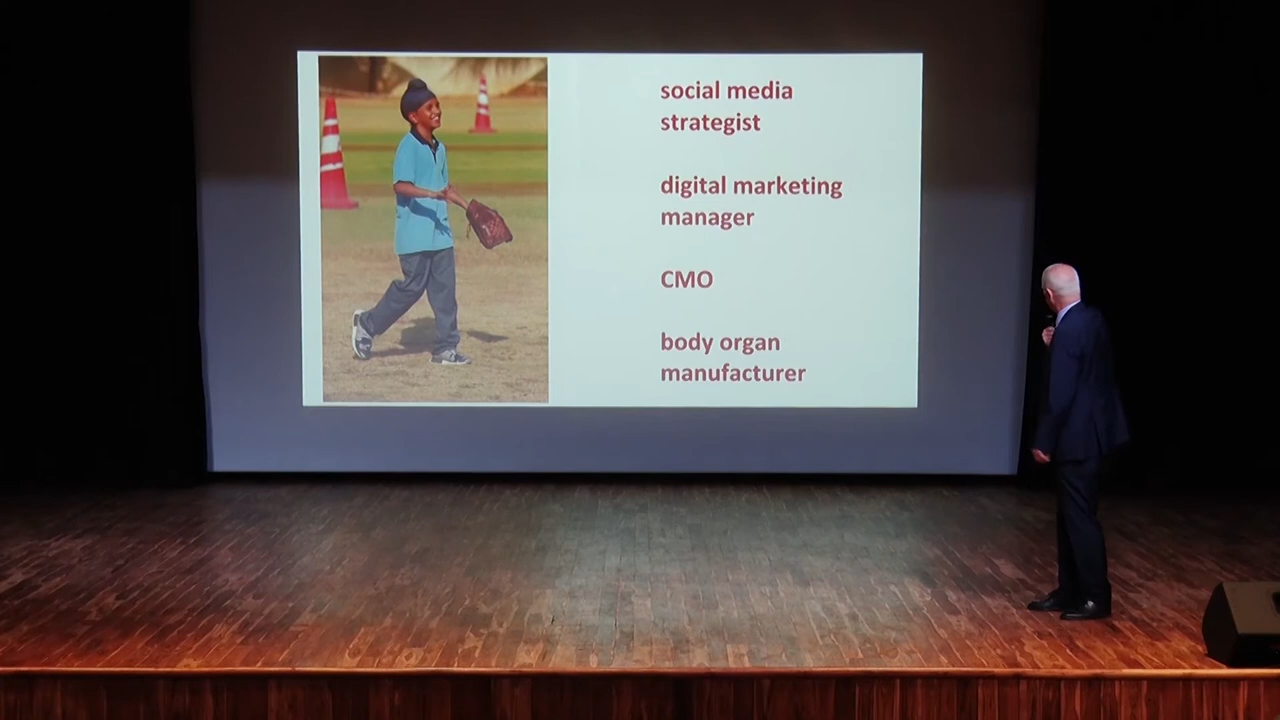 social media
strategist
digital marketing
manager
CMO
body organ
manufacturer